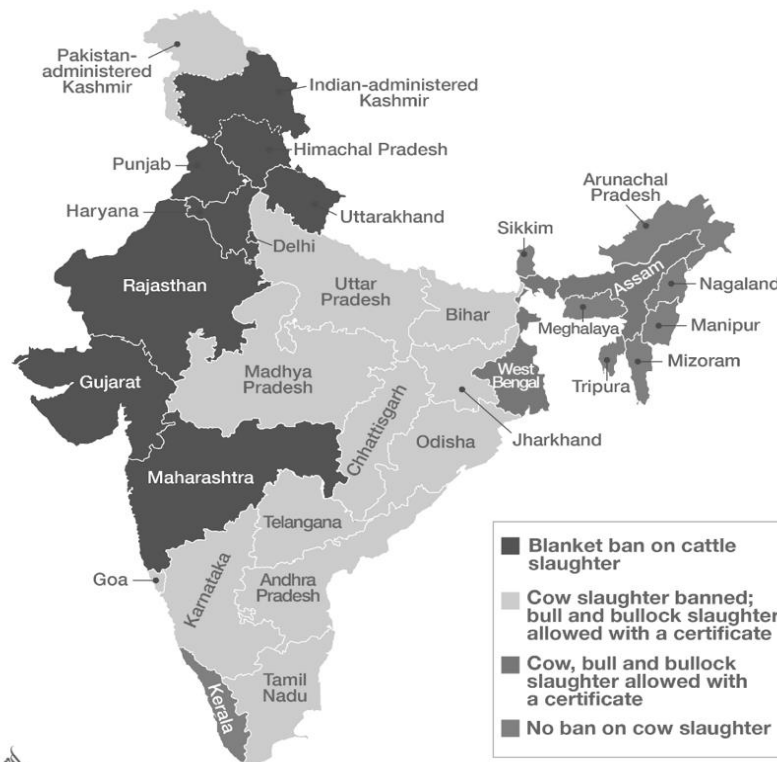 Pakistan-
administered
Kashmir
Indian-administered
Kashmir
Himachal Pradesh
Punjab
Haryana
Uttarakhand
Delhi
Arunachal
Pradesh
Sikkim
Assam
Nagaland
Rajasthan
Uttar
Pradesh
Bihar
Meghalaya
Manipur
Gujarat
Madhya
Pradesh
West
Bengal
Tripura
Mizoram
Chhattisgarh
Jharkhand
Odisha
Maharashtra
Telangana
Goa
Karnataka
Andhra
Pradesh
Tamil
Nadu
Kerala
Blanket ban on cattle
slaughter
Cow slaughter banned;
bull and bullock slaughter
allowed with a certificate
Cow, bull and bullock
slaughter allowed with
a certificate
No ban on cow slaughter